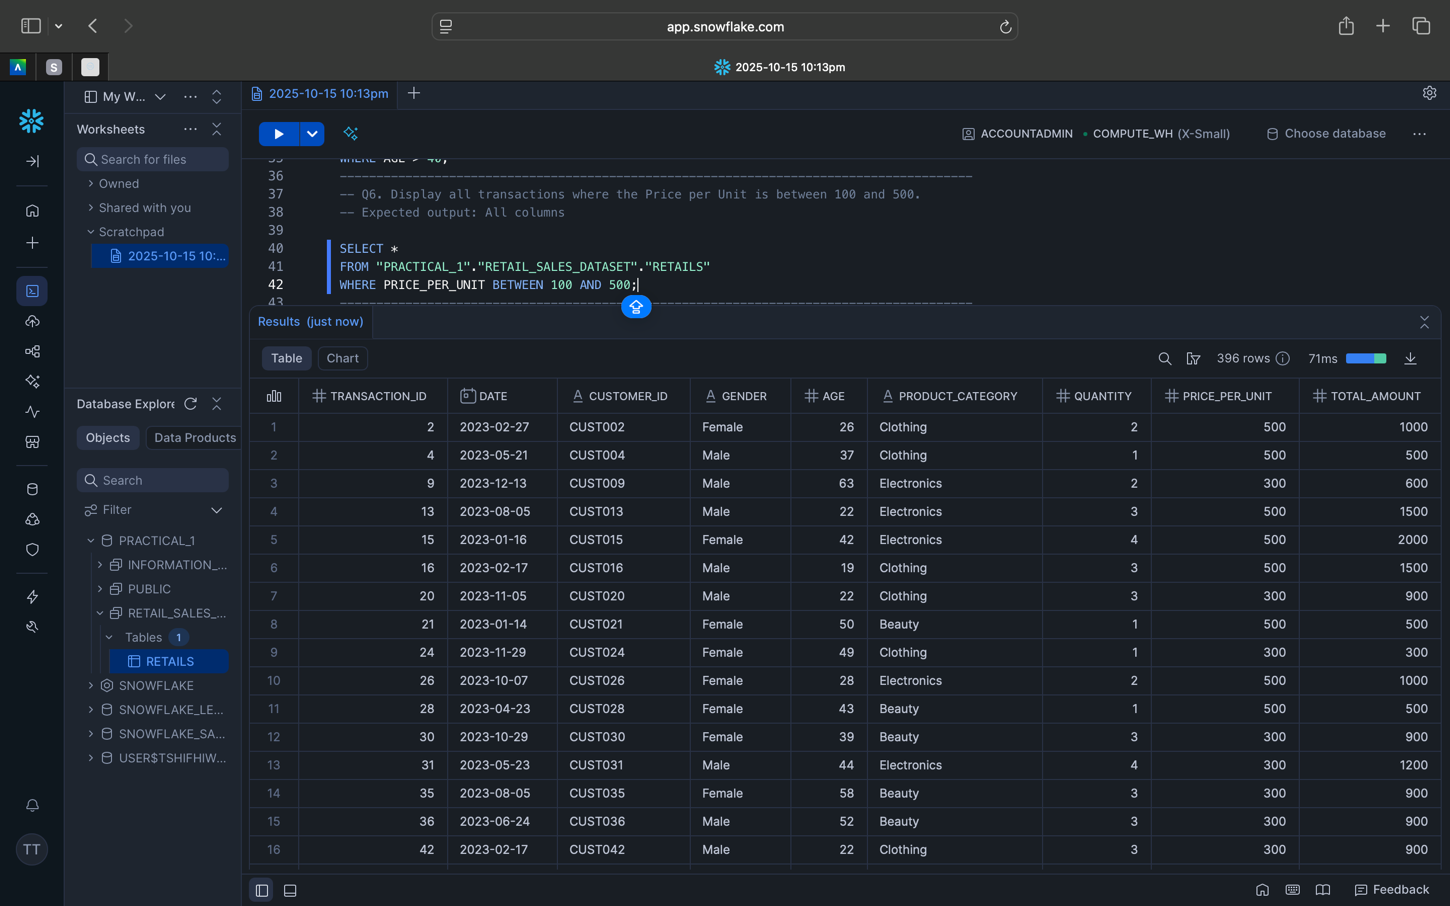 app.snowflake.com
S
2025-10-15 10:13pm
My W...
2025-10-15 10:13pm
Worksheets
ACCOUNTADMIN
COMPUTE_WH (X-Small)
Choose database
Search for files
Owned
Shared with you
Scratchpad
2025-10-15 10:...
35 WHERE AGE > 40;
36 --------------------------------------------------------------------------------------
37 -- Q6. Display all transactions where the Price per Unit is between 100 and 500.
38 -- Expected output: All columns
39
40 SELECT *
41 FROM "PRACTICAL_1"."RETAIL_SALES_DATASET"."RETAILS"
42 WHERE PRICE_PER_UNIT BETWEEN 100 AND 500;
43 --------------------------------------------------------------------------------------
Results (just now)
Table Chart
396 rows 71ms
Database Explore
Objects Data Products
Search
Filter
PRACTICAL_1
INFORMATION_...
PUBLIC
RETAIL_SALES_...
Tables 1
RETAILS
SNOWFLAKE
SNOWFLAKE_LE...
SNOWFLAKE_SA...
USER$TSHIFHIW...
TT
TRANSACTION_ID DATE CUSTOMER_ID GENDER AGE PRODUCT_CATEGORY QUANTITY PRICE_PER_UNIT TOTAL_AMOUNT
1 2 2023-02-27 CUST002 Female 26 Clothing 2 500 1000
2 4 2023-05-21 CUST004 Male 37 Clothing 1 500 500
3 9 2023-12-13 CUST009 Male 63 Electronics 2 300 600
4 13 2023-08-05 CUST013 Male 22 Electronics 3 500 1500
5 15 2023-01-16 CUST015 Female 42 Electronics 4 500 2000
6 16 2023-02-17 CUST016 Male 19 Clothing 3 500 1500
7 20 2023-11-05 CUST020 Male 22 Clothing 3 300 900
8 21 2023-01-14 CUST021 Female 50 Beauty 1 500 500
9 24 2023-11-29 CUST024 Female 49 Clothing 1 300 300
10 26 2023-10-07 CUST026 Female 28 Electronics 2 500 1000
11 28 2023-04-23 CUST028 Female 43 Beauty 1 500 500
12 30 2023-10-29 CUST030 Female 39 Beauty 3 300 900
13 31 2023-05-23 CUST031 Male 44 Electronics 4 300 1200
14 35 2023-08-05 CUST035 Female 58 Beauty 3 300 900
15 36 2023-06-24 CUST036 Male 52 Beauty 3 300 900
16 42 2023-02-17 CUST042 Male 22 Clothing 3 300 900
Feedback